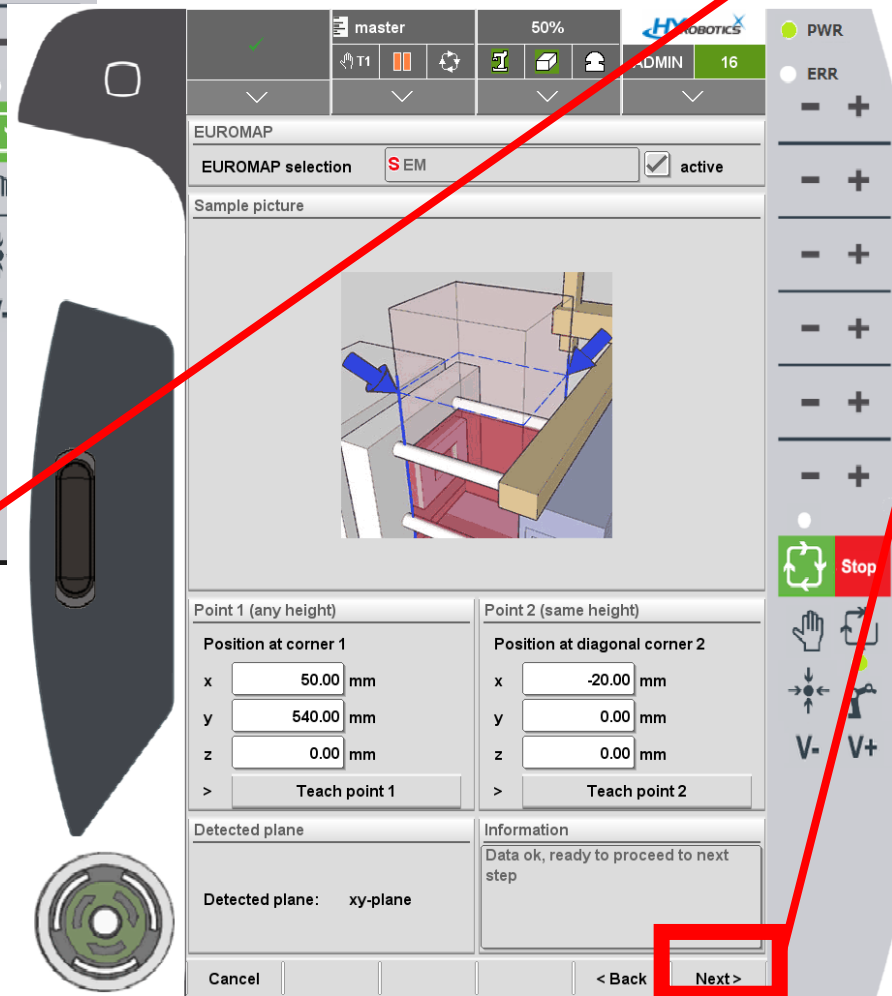 master
50%
HYROBOTICS
PWR
T1
ADMIN
16
ERR
EUROMAP
EUROMAP selection
S EM
active
Sample picture
Stop
Point 1 (any height)
Point 2 (same height)
Position at corner 1
Position at diagonal corner 2
x 50.00 mm
x -20.00 mm
y 540.00 mm
y 0.00 mm
z 0.00 mm
z 0.00 mm
V- V+
> Teach point 1
> Teach point 2
Detected plane
Information
Data ok, ready to proceed to next
step
Detected plane: xy-plane
Cancel
< Back
Next >